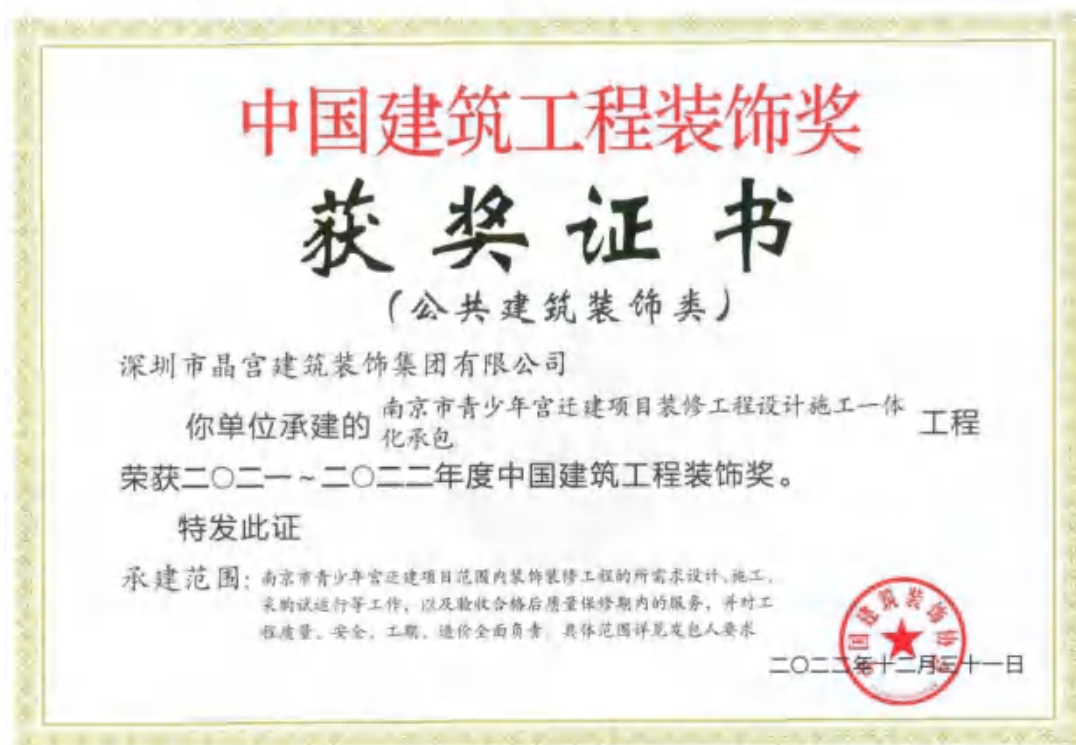 中国建筑工程装饰奖
获奖证书
(公共建筑装饰类)
深圳市晶宫建筑装饰集团有限公司
你单位承建的 南京市青少年宫迁建项目装修工程设计施工一体
化承包 工程
荣获二〇二一~二〇二二年度中国建筑工程装饰奖。
特发此证
承建范围: 南京市青少年宫迁建项目范围内装饰装修工程的所需求设计、施工、
采购试运行等工作,以及验收合格后质量保修期内的服务,并对工
程质量、安全、工期、造价全面负责,具体范围详见发包人要求
中国建筑装饰协会
二〇二二年十二月三十一日